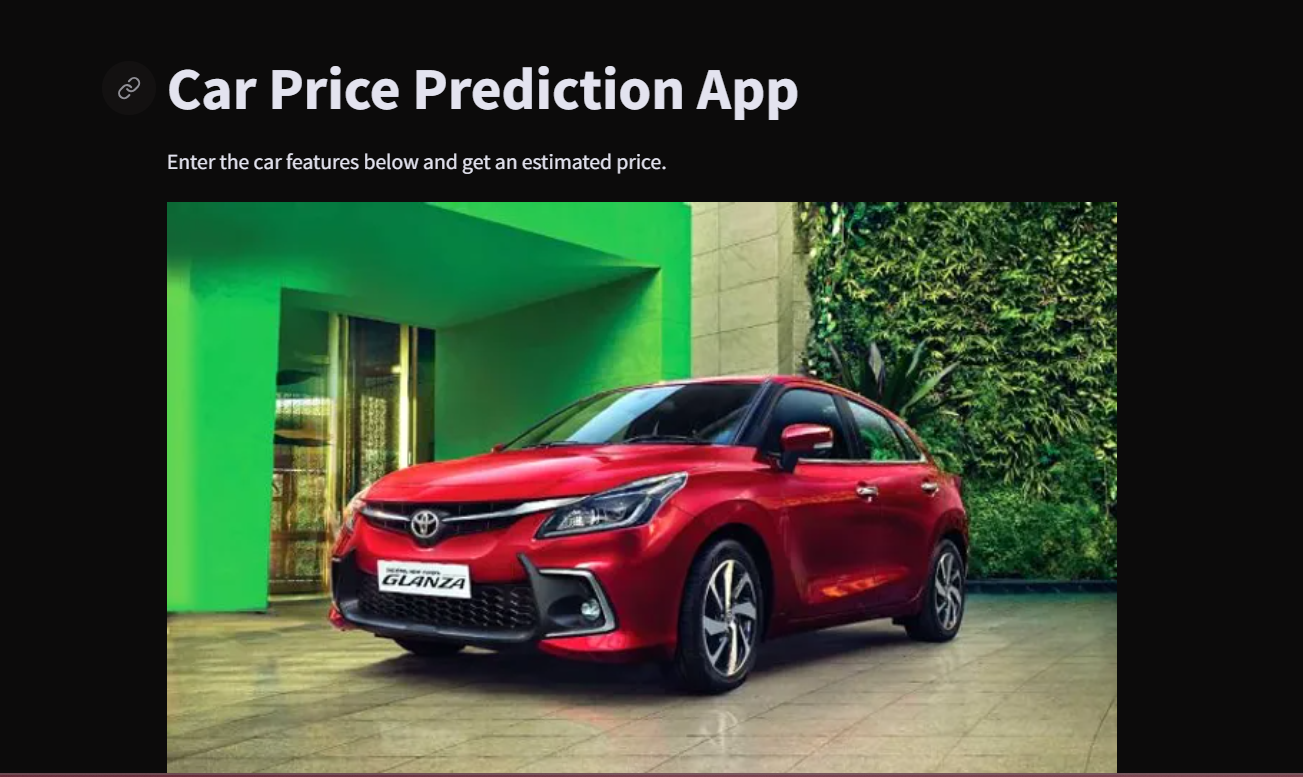 Car Price Prediction App
Enter the car features below and get an estimated price.
GLANZA